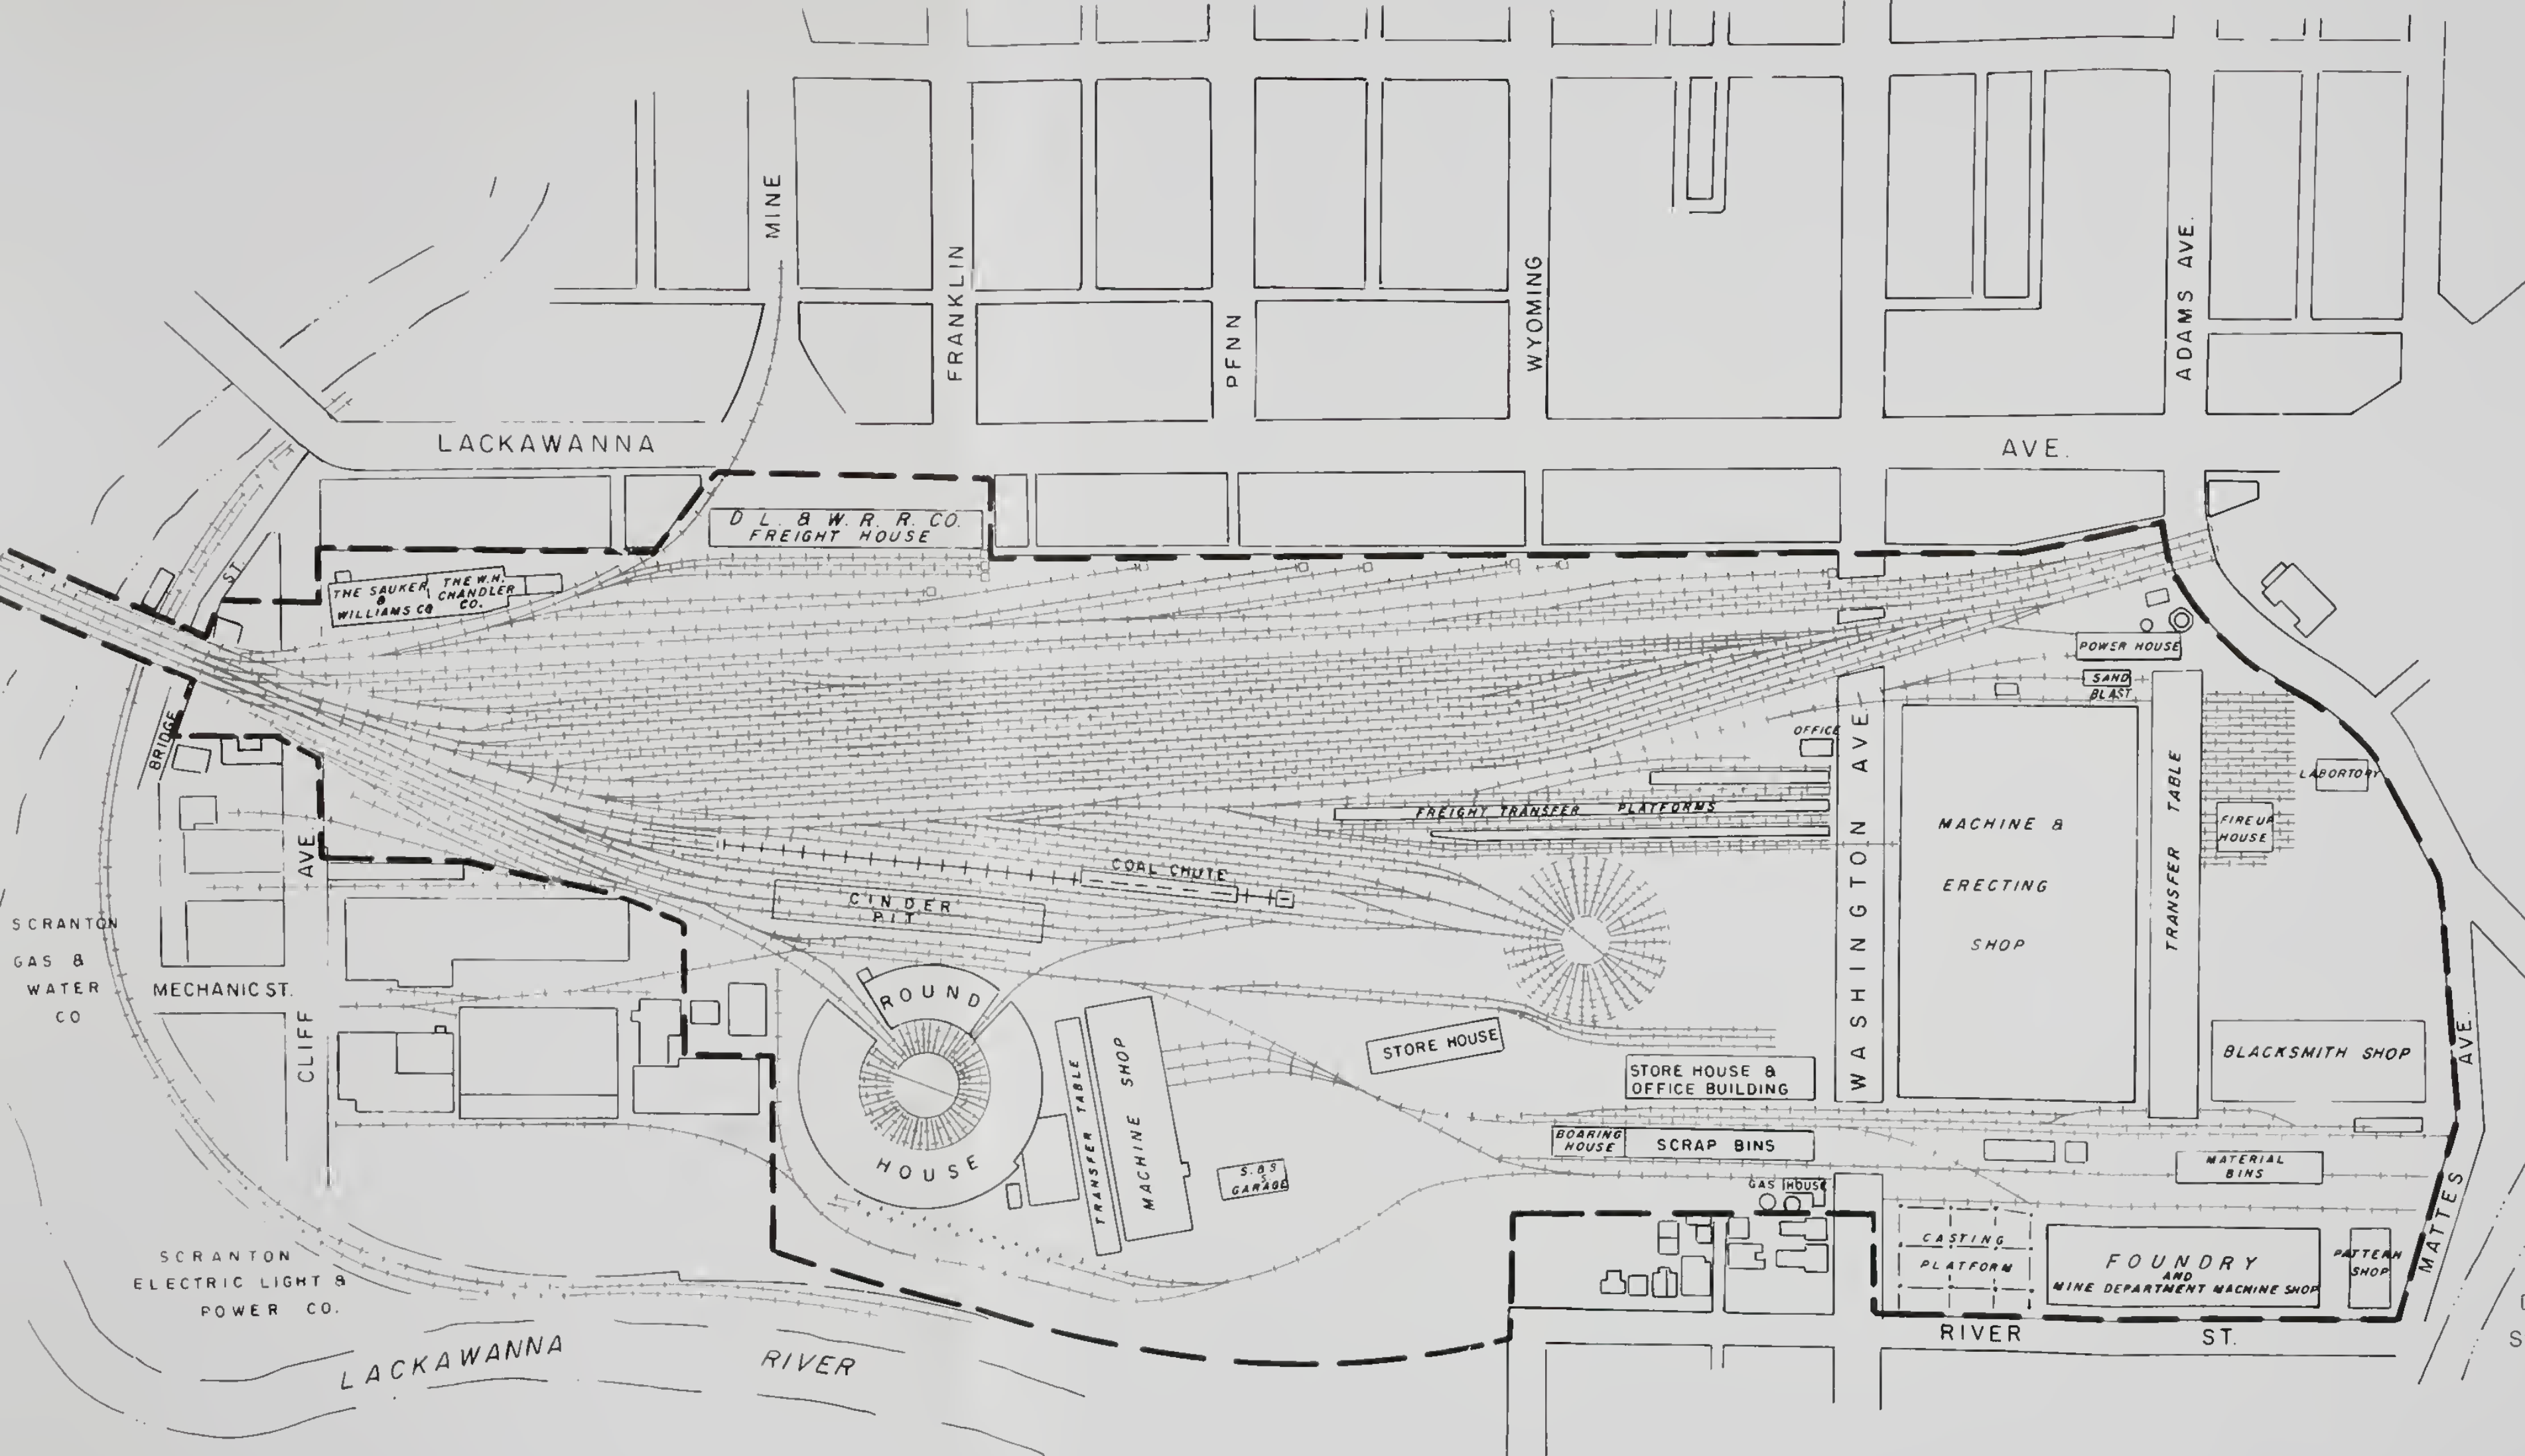 MINE
FRANKLIN
PFNN
WYOMING
ADAMS AVE.
LACKAWANNA
AVE.
D L. & W. R. R. CO.
FREIGHT HOUSE
ST.
THE SAUKER
&
WILLIAMS CO
THE W.H.
CHANDLER
CO.
POWER HOUSE
SAND
BLAST
BRIDGE
OFFICE
WASHINGTON AVE.
MACHINE &
ERECTING
SHOP
TRANSFER TABLE
LABORTORY
FIRE UP
HOUSE
FREIGHT TRANSFER PLATFORMS
COAL CHUTE
CINDER
PIT
AVE.
CLIFF
SCRANTON
GAS &
WATER
CO
MECHANIC ST.
ROUND
HOUSE
TRANSFER TABLE
MACHINE SHOP
STORE HOUSE
STORE HOUSE &
OFFICE BUILDING
BLACKSMITH SHOP
AVE.
MATTES
BOARING
HOUSE
SCRAP BINS
MATERIAL
BINS
S. & S
S.
GARAGE
GAS HOUSE
CASTING
PLATFORM
FOUNDRY
AND
MINE DEPARTMENT MACHINE SHOP
PATTERN
SHOP
SCRANTON
ELECTRIC LIGHT &
POWER CO.
RIVER ST.
LACKAWANNA RIVER